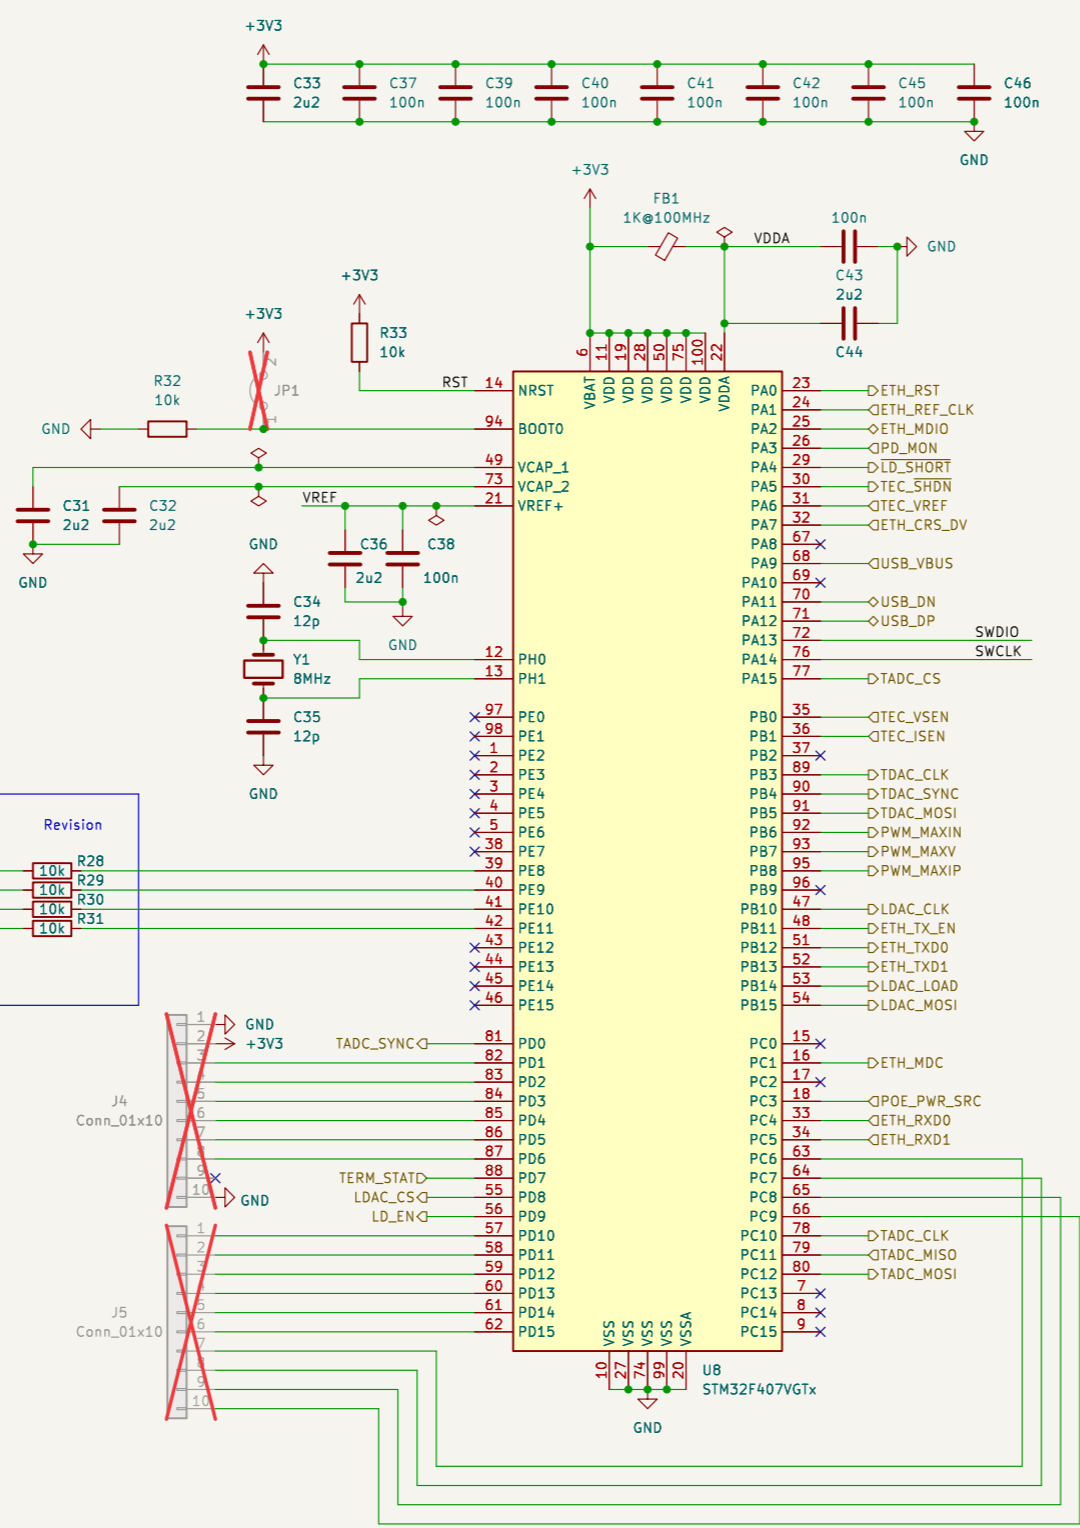 +3V3
C33 2u2
C37 100n
C39 100n
C40 100n
C41 100n
C42 100n
C45 100n
C46 100n
GND
+3V3
FB1
1K@100MHz
VDDA
100n
C43
GND
2u2
C44
+3V3
R33
10k
+3V3
JP1
2
1
R32
10k
GND
RST
C31
2u2
C32
2u2
GND
VREF
C36
2u2
C38
100n
GND
GND
C34
12p
Y1
8MHz
C35
12p
GND
6 VBAT
11 VDD
19 VDD
28 VDD
50 VDD
75 VDD
100 VDD
22 VDDA
14 NRST
94 BOOT0
49 VCAP_1
73 VCAP_2
21 VREF+
12 PH0
13 PH1
97 PE0
98 PE1
1 PE2
2 PE3
3 PE4
4 PE5
5 PE6
38 PE7
39 PE8
40 PE9
41 PE10
42 PE11
43 PE12
44 PE13
45 PE14
46 PE15
TADC_SYNC 81 PD0
82 PD1
83 PD2
84 PD3
85 PD4
86 PD5
87 PD6
TERM_STAT 88 PD7
LDAC_CS 55 PD8
LD_EN 56 PD9
57 PD10
58 PD11
59 PD12
60 PD13
61 PD14
62 PD15
PA0 23 ETH_RST
PA1 24 ETH_REF_CLK
PA2 25 ETH_MDIO
PA3 26 PD_MON
PA4 29 LD_SHORT
PA5 30 TEC_SHDN
PA6 31 TEC_VREF
PA7 32 ETH_CRS_DV
PA8 67
PA9 68 USB_VBUS
PA10 69
PA11 70 USB_DN
PA12 71 USB_DP
PA13 72 SWDIO
PA14 76 SWCLK
PA15 77 TADC_CS
PB0 35 TEC_VSEN
PB1 36 TEC_ISEN
PB2 37
PB3 89 TDAC_CLK
PB4 90 TDAC_SYNC
PB5 91 TDAC_MOSI
PB6 92 PWM_MAXIN
PB7 93 PWM_MAXV
PB8 95 PWM_MAXIP
PB9 96
PB10 47 LDAC_CLK
PB11 48 ETH_TX_EN
PB12 51 ETH_TXD0
PB13 52 ETH_TXD1
PB14 53 LDAC_LOAD
PB15 54 LDAC_MOSI
PC0 15
PC1 16 ETH_MDC
PC2 17
PC3 18 POE_PWR_SRC
PC4 33 ETH_RXD0
PC5 34 ETH_RXD1
PC6 63
PC7 64
PC8 65
PC9 66
PC10 78 TADC_CLK
PC11 79 TADC_MISO
PC12 80 TADC_MOSI
PC13 7
PC14 8
PC15 9
VSS 10
VSS 27
VSS 74
VSS 99
VSSA 20
U8
STM32F407VGTx
GND
Revision
10k R28
10k R29
10k R30
10k R31
J4
Conn_01x10
1 GND
2 +3V3
3
4
5
6
7
8
9
10 GND
J5
Conn_01x10
1
2
3
4
5
6
7
8
9
10